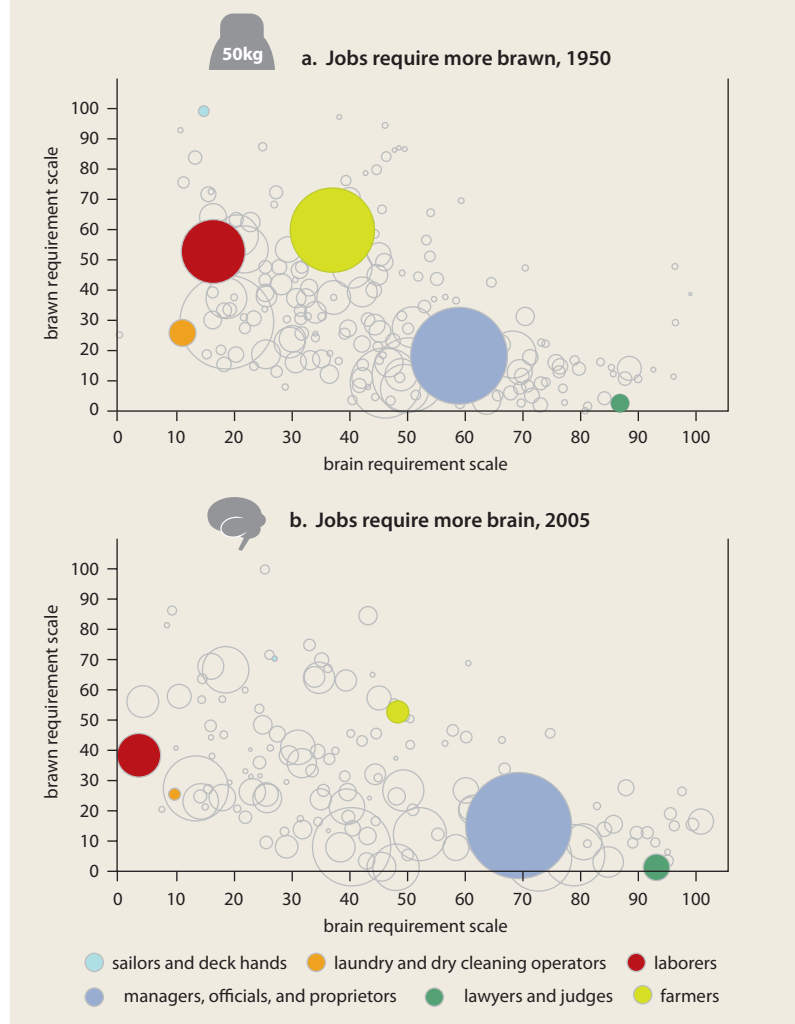 50kg
a. Jobs require more brawn, 1950
brawn requirement scale
100
90
80
70
60
50
40
30
20
10
0
0 10 20 30 40 50 60 70 80 90 100
brain requirement scale
b. Jobs require more brain, 2005
brawn requirement scale
100
90
80
70
60
50
40
30
20
10
0
0 10 20 30 40 50 60 70 80 90 100
brain requirement scale
sailors and deck hands laundry and dry cleaning operators laborers
managers, officials, and proprietors lawyers and judges farmers